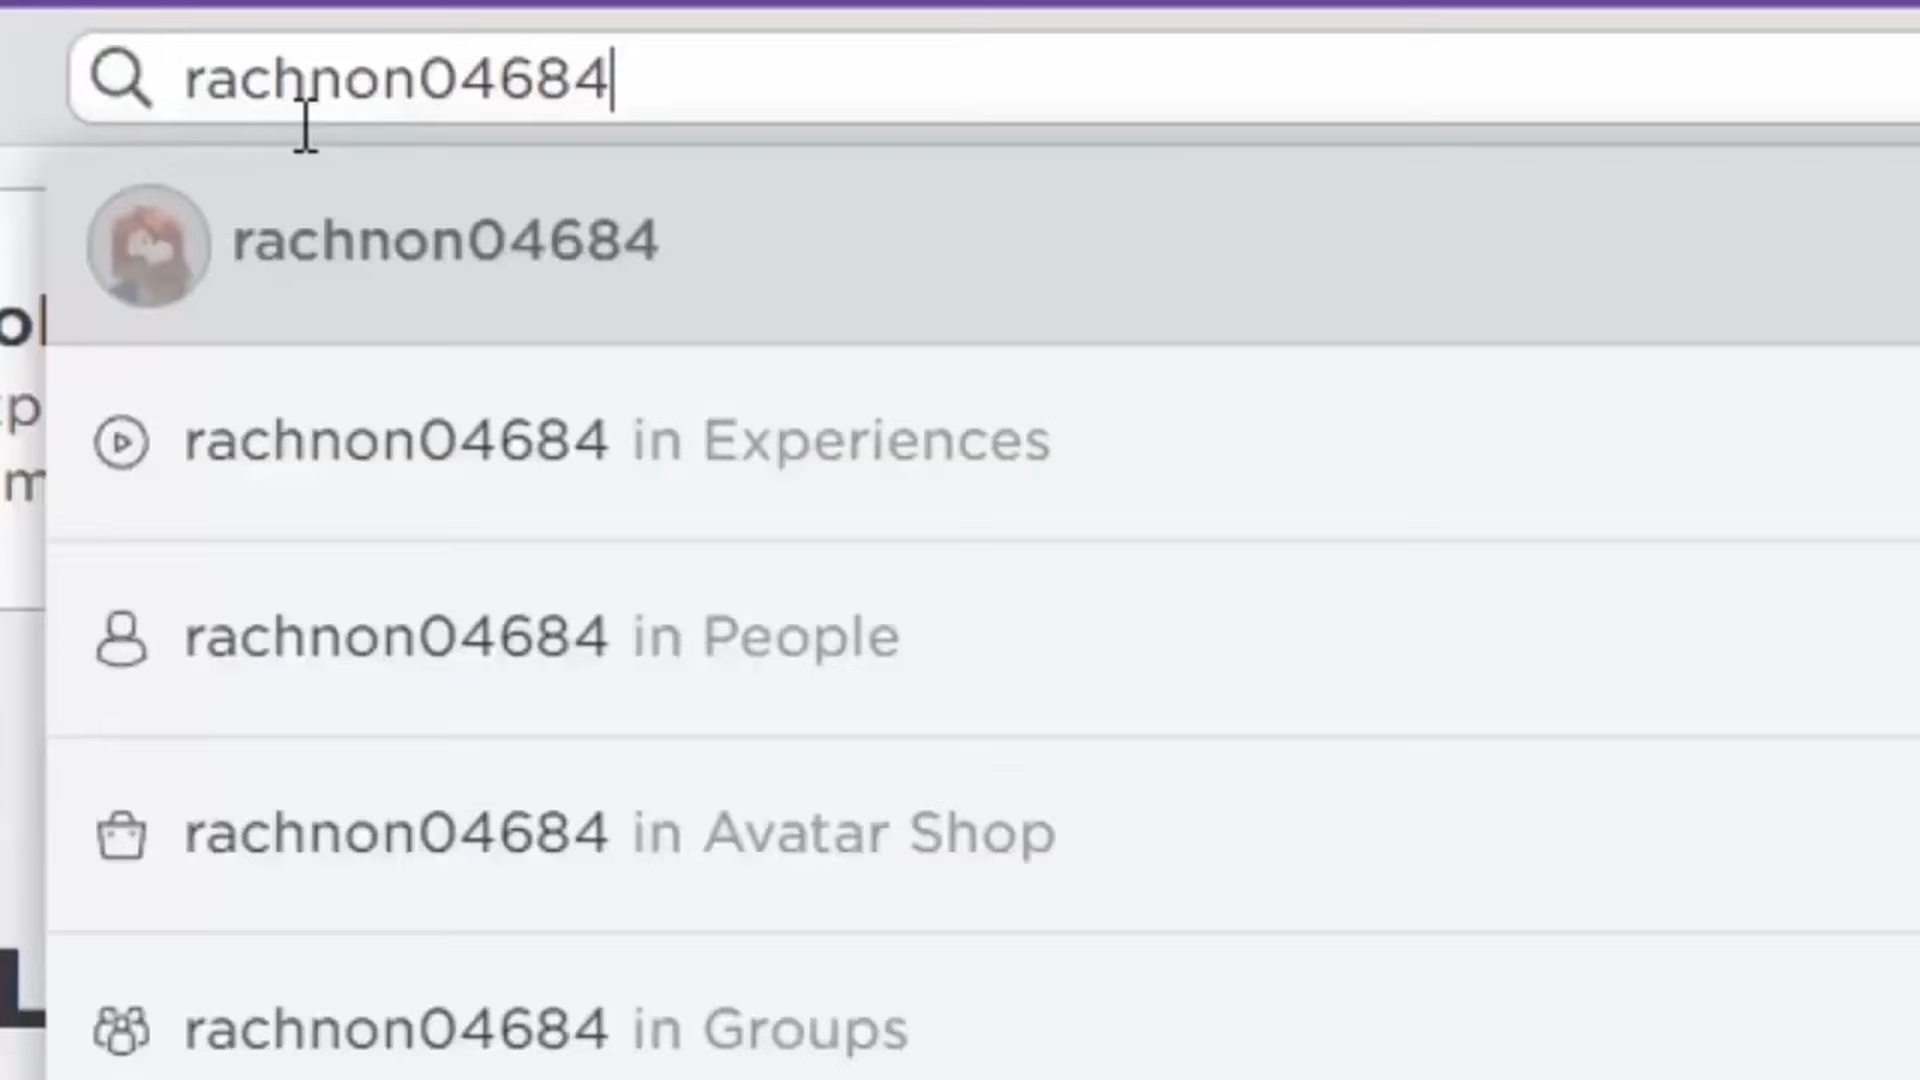 rachnon04684
rachnon04684
rachnon04684 in Experiences
rachnon04684 in People
rachnon04684 in Avatar Shop
rachnon04684 in Groups